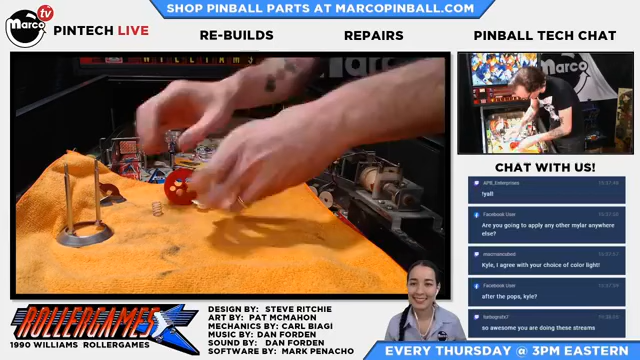 SHOP PINBALL PARTS AT MARCOPINBALL.COM
Marco tv
PINTECH LIVE
RE-BUILDS
REPAIRS
PINBALL TECH CHAT
WILLIAMS
marco
CHAT WITH US!
!yall
Facebook User
Are you going to apply any other mylar anywhere else?
Kyle, I agree with your choice of color light!
Facebook User
after the pops, kyle?
so awesome you are doing these streams
ROLLERGAMES
1990 WILLIAMS ROLLERGAMES
DESIGN BY: STEVE RITCHIE
ART BY: PAT MCMAHON
MECHANICS BY: CARL BIAGI
MUSIC BY: DAN FORDEN
SOUND BY: DAN FORDEN
SOFTWARE BY: MARK PENACHO
EVERY THURSDAY @ 3PM EASTERN